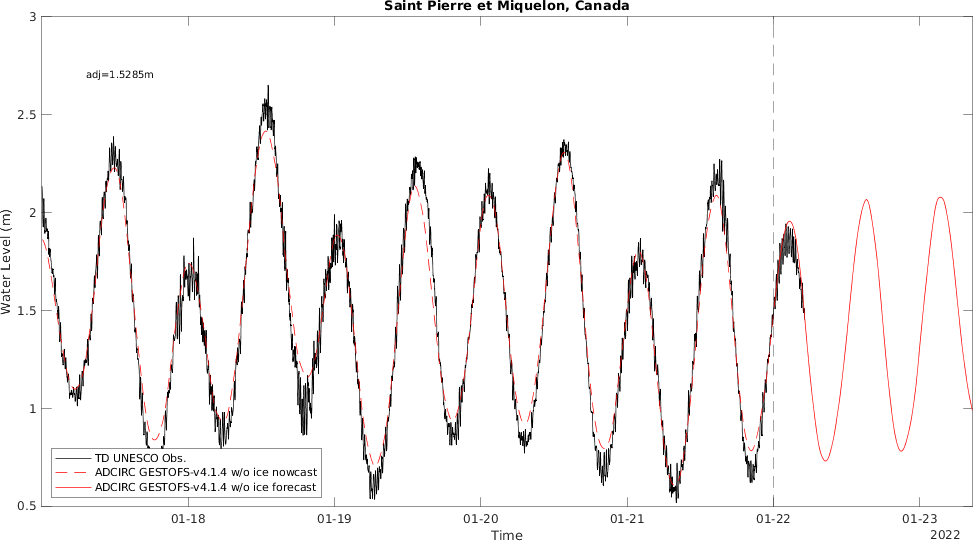 Saint Pierre et Miquelon, Canada
3
adj=1.5285m
2.5
2
Water Level (m)
1.5
1
0.5
TD UNESCO Obs.
ADCIRC GESTOFS-v4.1.4 w/o ice nowcast
ADCIRC GESTOFS-v4.1.4 w/o ice forecast
01-18
01-19
01-20
01-21
01-22
01-23
Time
2022